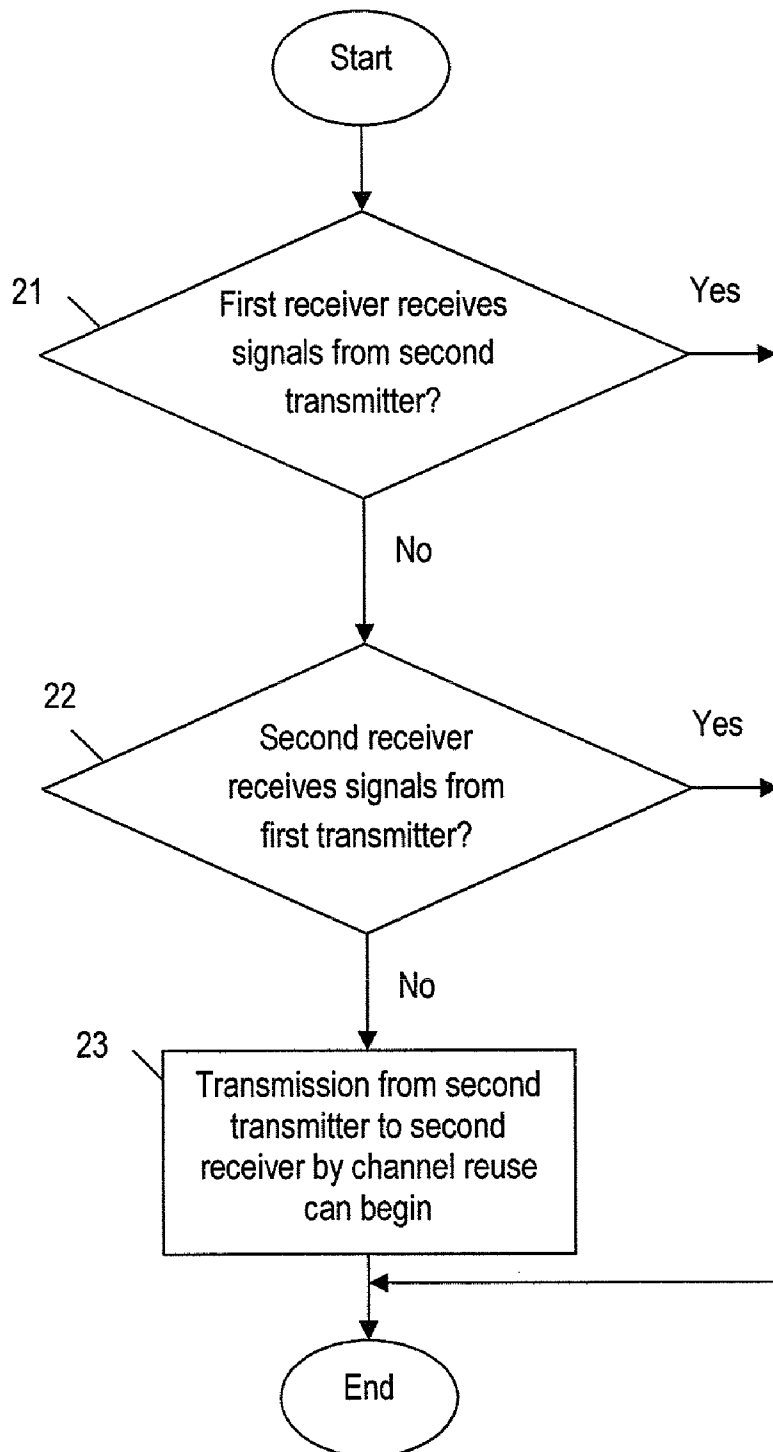 Start
21
First receiver receives
signals from second
transmitter?
Yes
No
22
Second receiver
receives signals from
first transmitter?
Yes
No
23
Transmission from second
transmitter to second
receiver by channel reuse
can begin
End